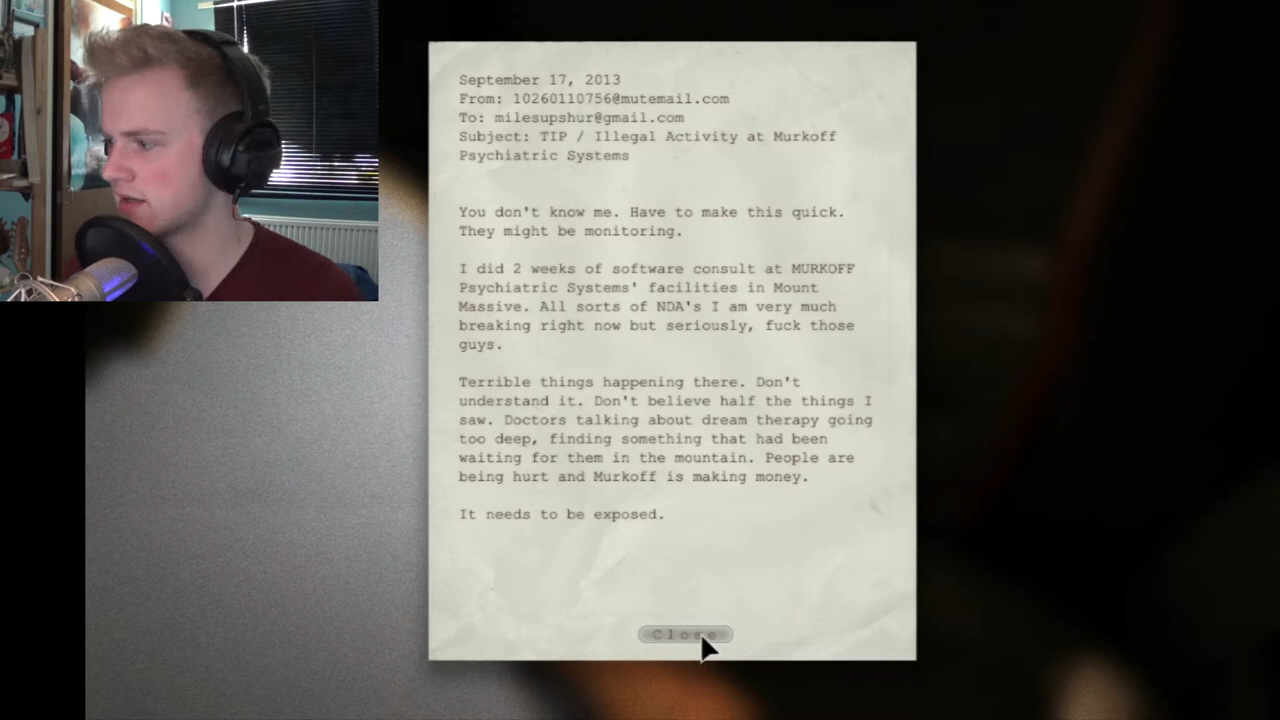 September 17, 2013
From: 10260110756@mutemail.com
To: milesupshur@gmail.com
Subject: TIP / Illegal Activity at Murkoff
Psychiatric Systems
You don't know me. Have to make this quick.
They might be monitoring.
I did 2 weeks of software consult at MURKOFF
Psychiatric Systems' facilities in Mount
Massive. All sorts of NDA's I am very much
breaking right now but seriously, fuck those
guys.
Terrible things happening there. Don't
understand it. Don't believe half the things I
saw. Doctors talking about dream therapy going
too deep, finding something that had been
waiting for them in the mountain. People are
being hurt and Murkoff is making money.
It needs to be exposed.
Close